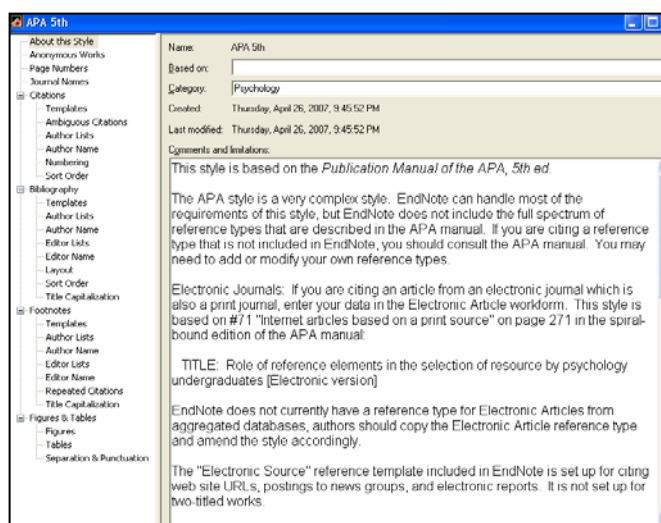 APA 5th
About this Style
Anonymous Works
Page Numbers
Journal Names
Citations
Templates
Ambiguous Citations
Author Lists
Author Name
Numbering
Sort Order
Bibliography
Templates
Author Lists
Author Name
Editor Lists
Editor Name
Layout
Sort Order
Title Capitalization
Footnotes
Templates
Author Lists
Author Name
Editor Lists
Editor Name
Repeated Citations
Title Capitalization
Figures & Tables
Figures
Tables
Separation & Punctuation
Name: APA 5th
Based on:
Category: Psychology
Created: Thursday, April 26, 2007, 9:45:52 PM
Last modified: Thursday, April 26, 2007, 9:45:52 PM
Comments and limitations:
This style is based on the Publication Manual of the APA, 5th ed.
The APA style is a very complex style. EndNote can handle most of the
requirements of this style, but EndNote does not include the full spectrum of
reference types that are described in the APA manual. If you are citing a reference
type that is not included in EndNote, you should consult the APA manual. You may
need to add or modify your own reference types.
Electronic Journals: If you are citing an article from an electronic journal which is
also a print journal, enter your data in the Electronic Article workform. This style is
based on #71 "Internet articles based on a print source" on page 271 in the spiral-
bound edition of the APA manual:
TITLE: Role of reference elements in the selection of resource by psychology
undergraduates [Electronic version]
EndNote does not currently have a reference type for Electronic Articles from
aggregated databases, authors should copy the Electronic Article reference type
and amend the style accordingly.
The "Electronic Source" reference template included in EndNote is set up for citing
web site URLs, postings to news groups, and electronic reports. It is not set up for
two-titled works.